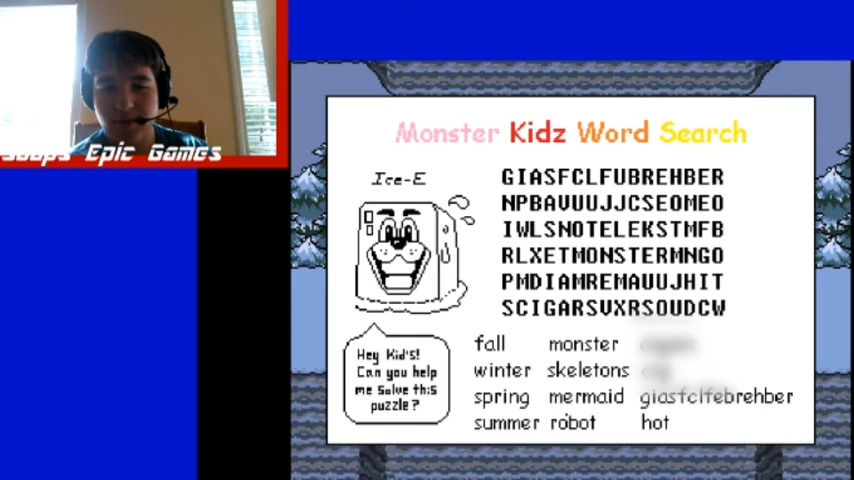 Soups Epic Games
Monster Kidz Word Search
Ice-E
GIASFCLFUBREHBER
NPBAVUUJJCSEOMEO
IWLSNOTELEKSTMFB
RLXETMONSTERMNGO
PMDIAMREMAUUJHIT
SCIGARSVXRSOUDCW
Hey Kid's!
Can you help
me solve this
puzzle?
fall monster
winter skeletons
spring mermaid giasfclfebrehber
summer robot hot